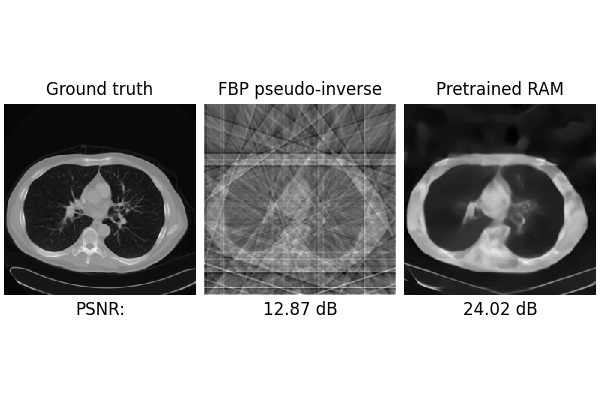 Ground truth FBP pseudo-inverse Pretrained RAM
PSNR: 12.87 dB 24.02 dB